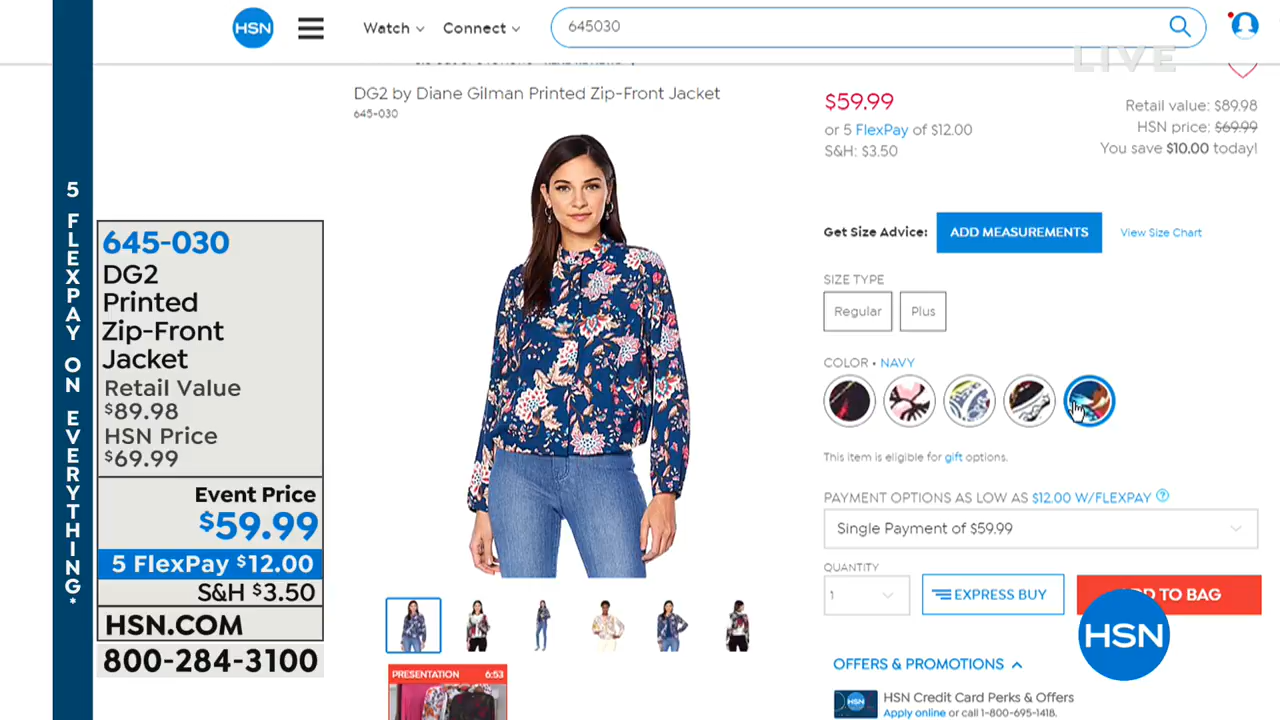 HSN
Watch
Connect
645030
LIVE
DG2 by Diane Gilman Printed Zip-Front Jacket
645-030
$59.99
or 5 FlexPay of $12.00
S&H: $3.50
Retail value: $89.98
HSN price: $69.99
You save $10.00 today!
5 FLEXPAY ON EVERYTHING*
645-030
DG2
Printed
Zip-Front
Jacket
Retail Value
$89.98
HSN Price
$69.99
Event Price
$59.99
5 FlexPay $12.00
S&H $3.50
HSN.COM
800-284-3100
Get Size Advice:
ADD MEASUREMENTS
View Size Chart
SIZE TYPE
Regular
Plus
COLOR • NAVY
This item is eligible for gift options.
PAYMENT OPTIONS AS LOW AS $12.00 W/FLEXPAY ?
Single Payment of $59.99
QUANTITY
1
EXPRESS BUY
TO BAG
HSN
OFFERS & PROMOTIONS
HSN
HSN Credit Card Perks & Offers
Apply online or call 1-800-695-1418.
PRESENTATION 6:53